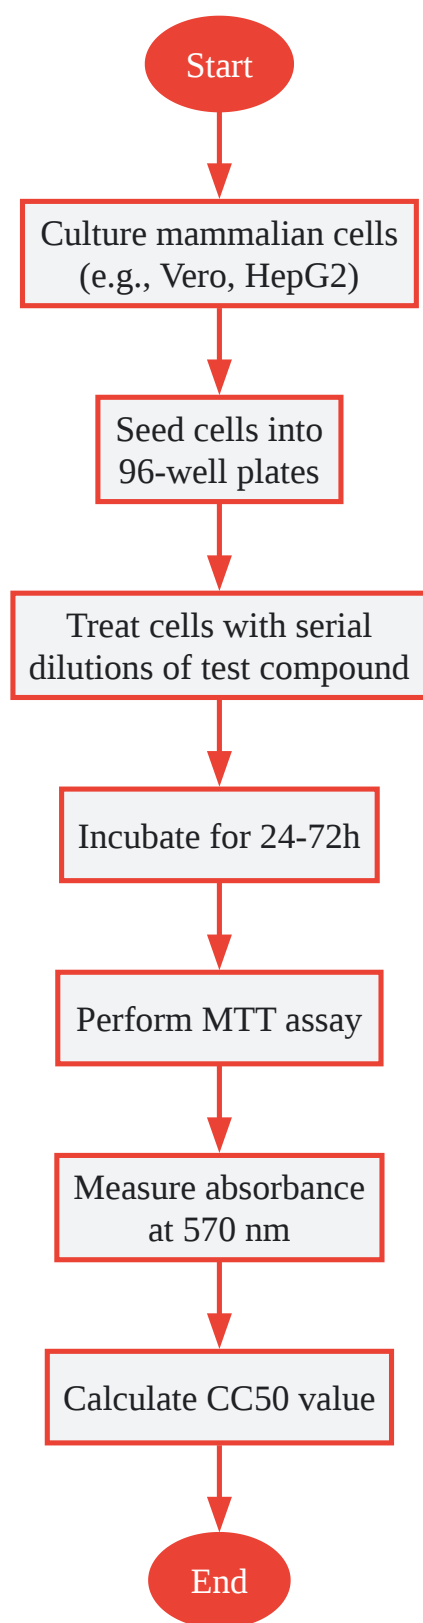 Start
Culture mammalian cells
(e.g., Vero, HepG2)
Seed cells into
96-well plates
Treat cells with serial
dilutions of test compound
Incubate for 24-72h
Perform MTT assay
Measure absorbance
at 570 nm
Calculate CC50 value
End